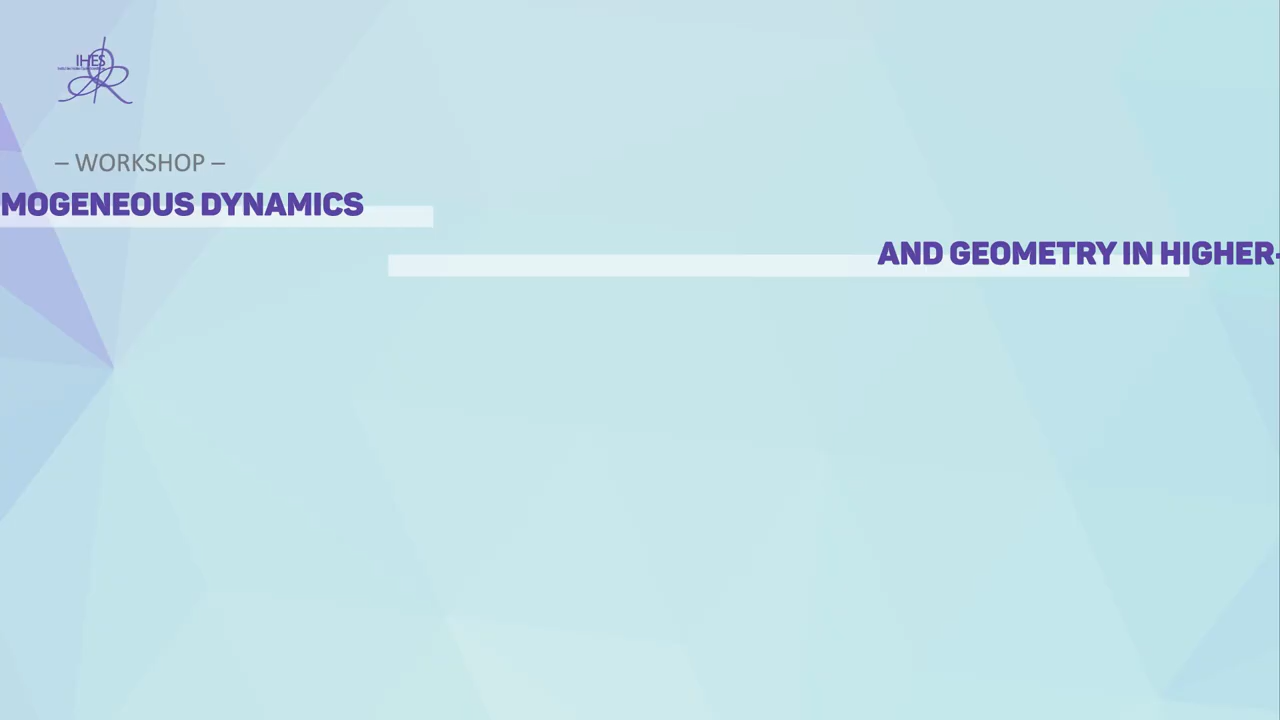 IHES
– WORKSHOP –
MOGENEOUS DYNAMICS
AND GEOMETRY IN HIGHER-